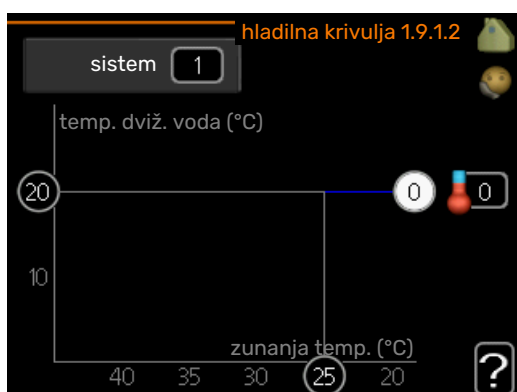 hladilna krivulja 1.9.1.2
sistem 1
temp. dviž. voda (°C)
20 0 0
10
zunanja temp. (°C)
40 35 30 25 20
?